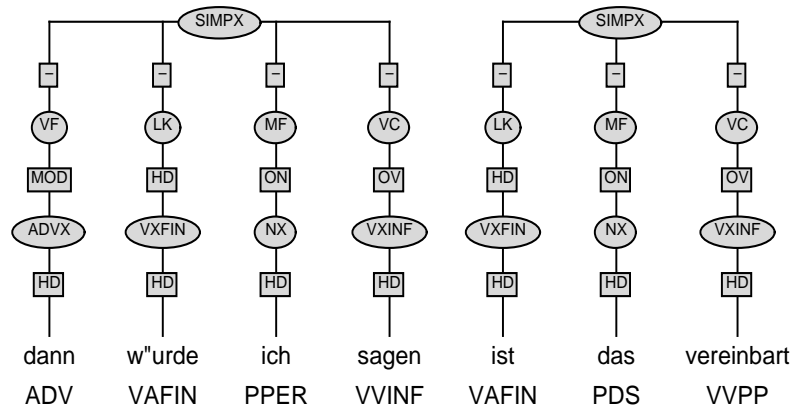 SIMPX SIMPX
– – – – – – –
VF LK MF VC LK MF VC
MOD HD ON OV HD ON OV
ADVX VXFIN NX VXINF VXFIN NX VXINF
HD HD HD HD HD HD HD
dann w"urde ich sagen ist das vereinbart
ADV VAFIN PPER VVINF VAFIN PDS VVPP